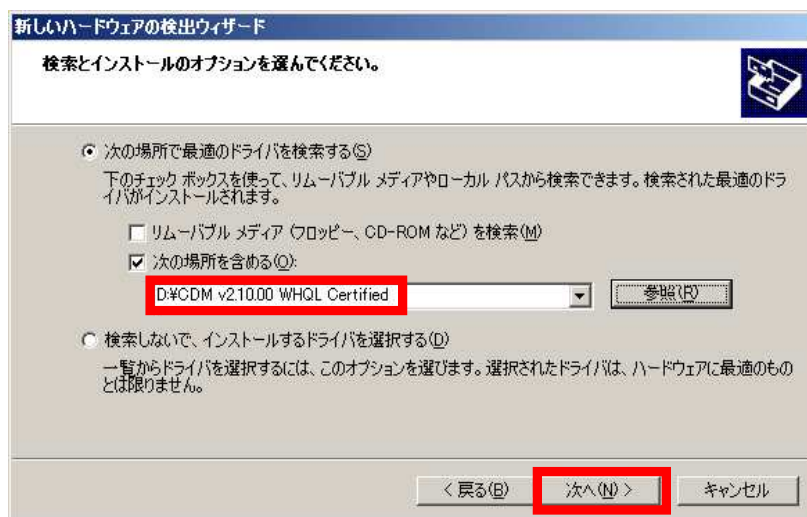 新しいハードウェアの検出ウィザード
検索とインストールのオプションを選んでください。
次の場所で最適のドライバを検索する(S)
下のチェック ボックスを使って、リムーバブル メディアやローカル パスから検索できます。検索された最適のドラ
イバがインストールされます。
リムーバブル メディア (フロッピー、CD-ROM など) を検索(M)
次の場所を含める(O):
D:¥CDM v2.10.00 WHQL Certified
参照(R)
検索しないで、インストールするドライバを選択する(D)
一覧からドライバを選択するには、このオプションを選びます。選択されたドライバは、ハードウェアに最適のもの
とは限りません。
< 戻る(B)
次へ(N) >
キャンセル